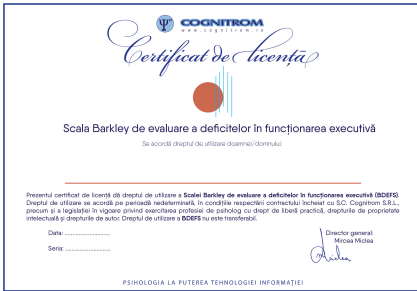 COGNITROM
www.cognitrom.ro
Certificat de licență
Scala Barkley de evaluare a deficitelor în funcționarea executivă
Se acordă dreptul de utilizare doamnei/domnului
Prezentul certificat de licență dă dreptul de utilizare a Scalei Barkley de evaluare a deficitelor în funcționarea executivă (BDEFS).
Dreptul de utilizare se acordă pe perioadă nedeterminată, în condițiile respectării contractului încheiat cu S.C. Cognitrom S.R.L.,
precum și a legislației în vigoare privind exercitarea profesiei de psiholog cu drept de liberă practică, drepturile de proprietate
intelectuală și drepturile de autor. Dreptul de utilizare a BDEFS nu este transferabil.
Data: ........................
Director general:
Mircea Miclea
Seria: ........................
Miclea
PSIHOLOGIA LA PUTEREA TEHNOLOGIEI INFORMAȚIEI